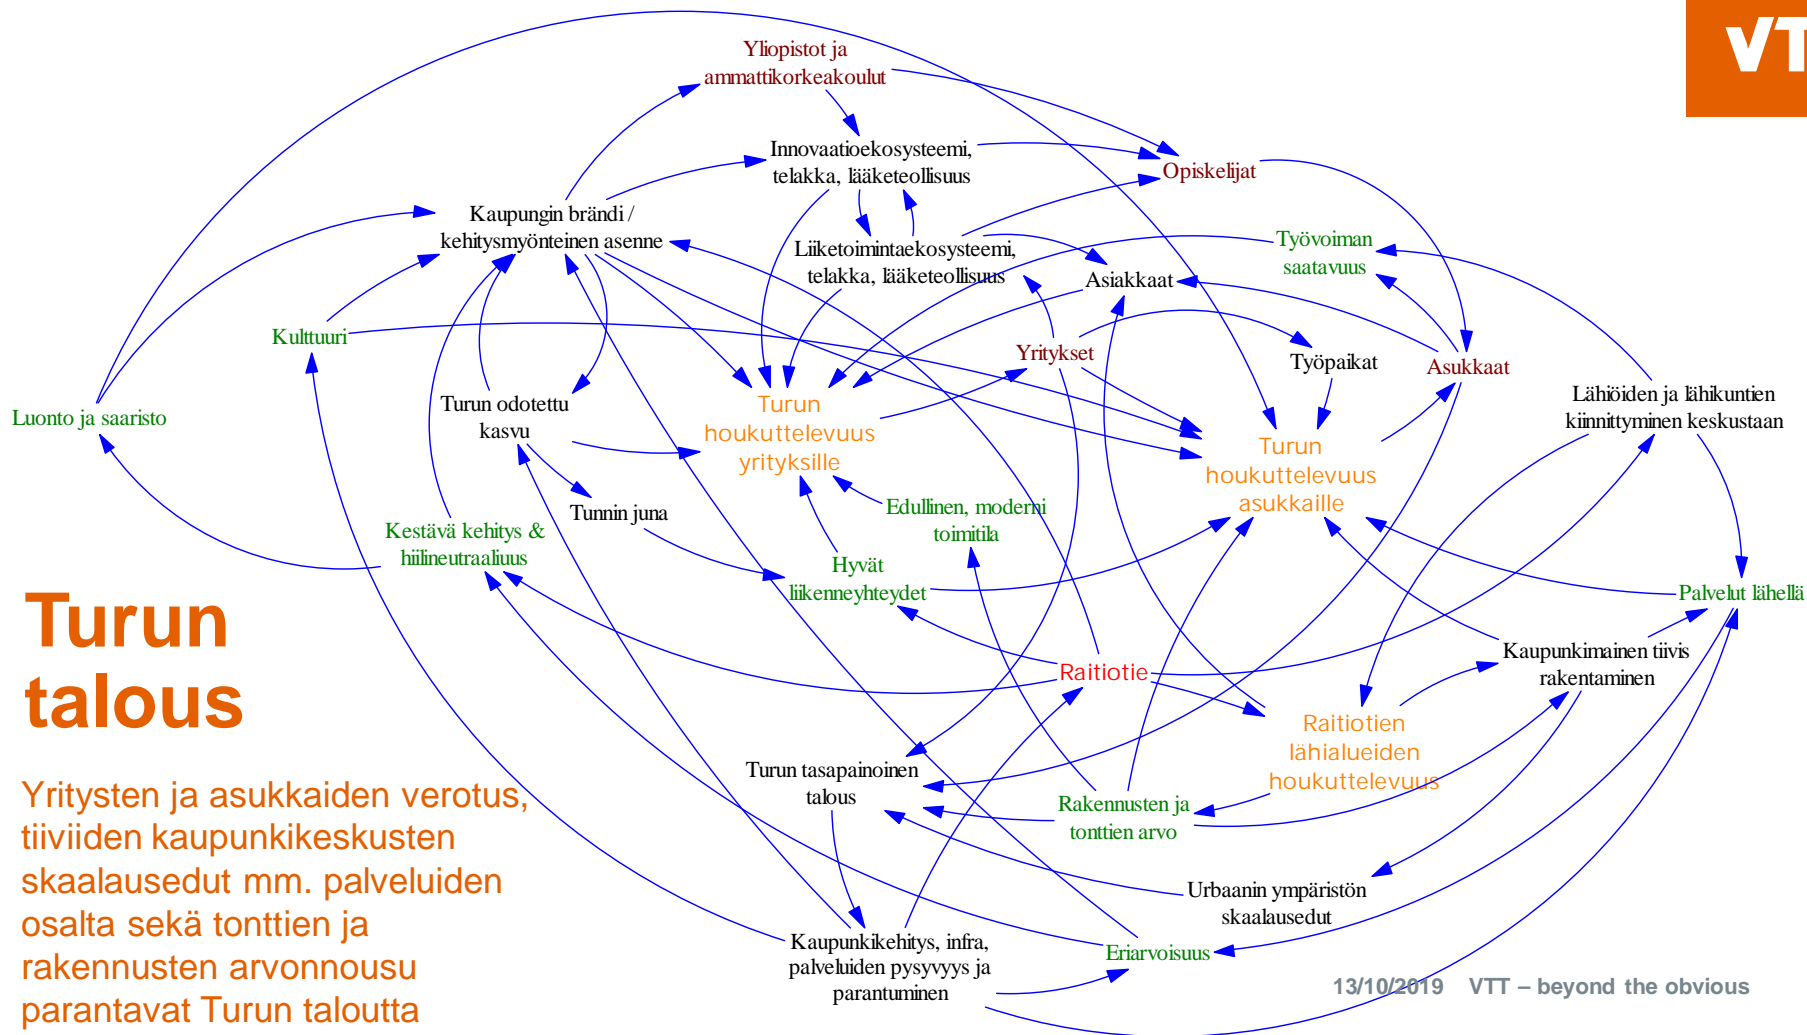 VT
Yliopistot ja
ammattikorkeakoulut
Innovaatioekosysteemi,
telakka, lääketeollisuus
Opiskelijat
Kaupungin brändi /
kehitysmyönteinen asenne
Liiketoimintaekosysteemi,
telakka, lääketeollisuus
Työvoiman
saatavuus
Asiakkaat
Kulttuuri
Yritykset
Työpaikat
Asukkaat
Luonto ja saaristo
Turun odotettu
kasvu
Turun
houkuttelevuus
yrityksille
Turun
houkuttelevuus
asukkaille
Lähiöiden ja lähikuntien
kiinnittyminen keskustaan
Tunnin juna
Edullinen, moderni
toimitila
Kestävä kehitys &
hiilineutraaliuus
Hyvät
liikenneyhteydet
Palvelut lähellä
Raitiotie
Kaupunkimainen tiivis
rakentaminen
Raitiotien
lähialueiden
houkuttelevuus
Turun tasapainoinen
talous
Rakennusten ja
tonttien arvo
Urbaanin ympäristön
skaalausedut
Kaupunkikehitys, infra,
palveluiden pysyvyys ja
parantuminen
Eriarvoisuus
Turun
talous
Yritysten ja asukkaiden verotus,
tiiviiden kaupunkikeskusten
skaalausedut mm. palveluiden
osalta sekä tonttien ja
rakennusten arvonnousu
parantavat Turun taloutta
13/10/2019 VTT – beyond the obvious